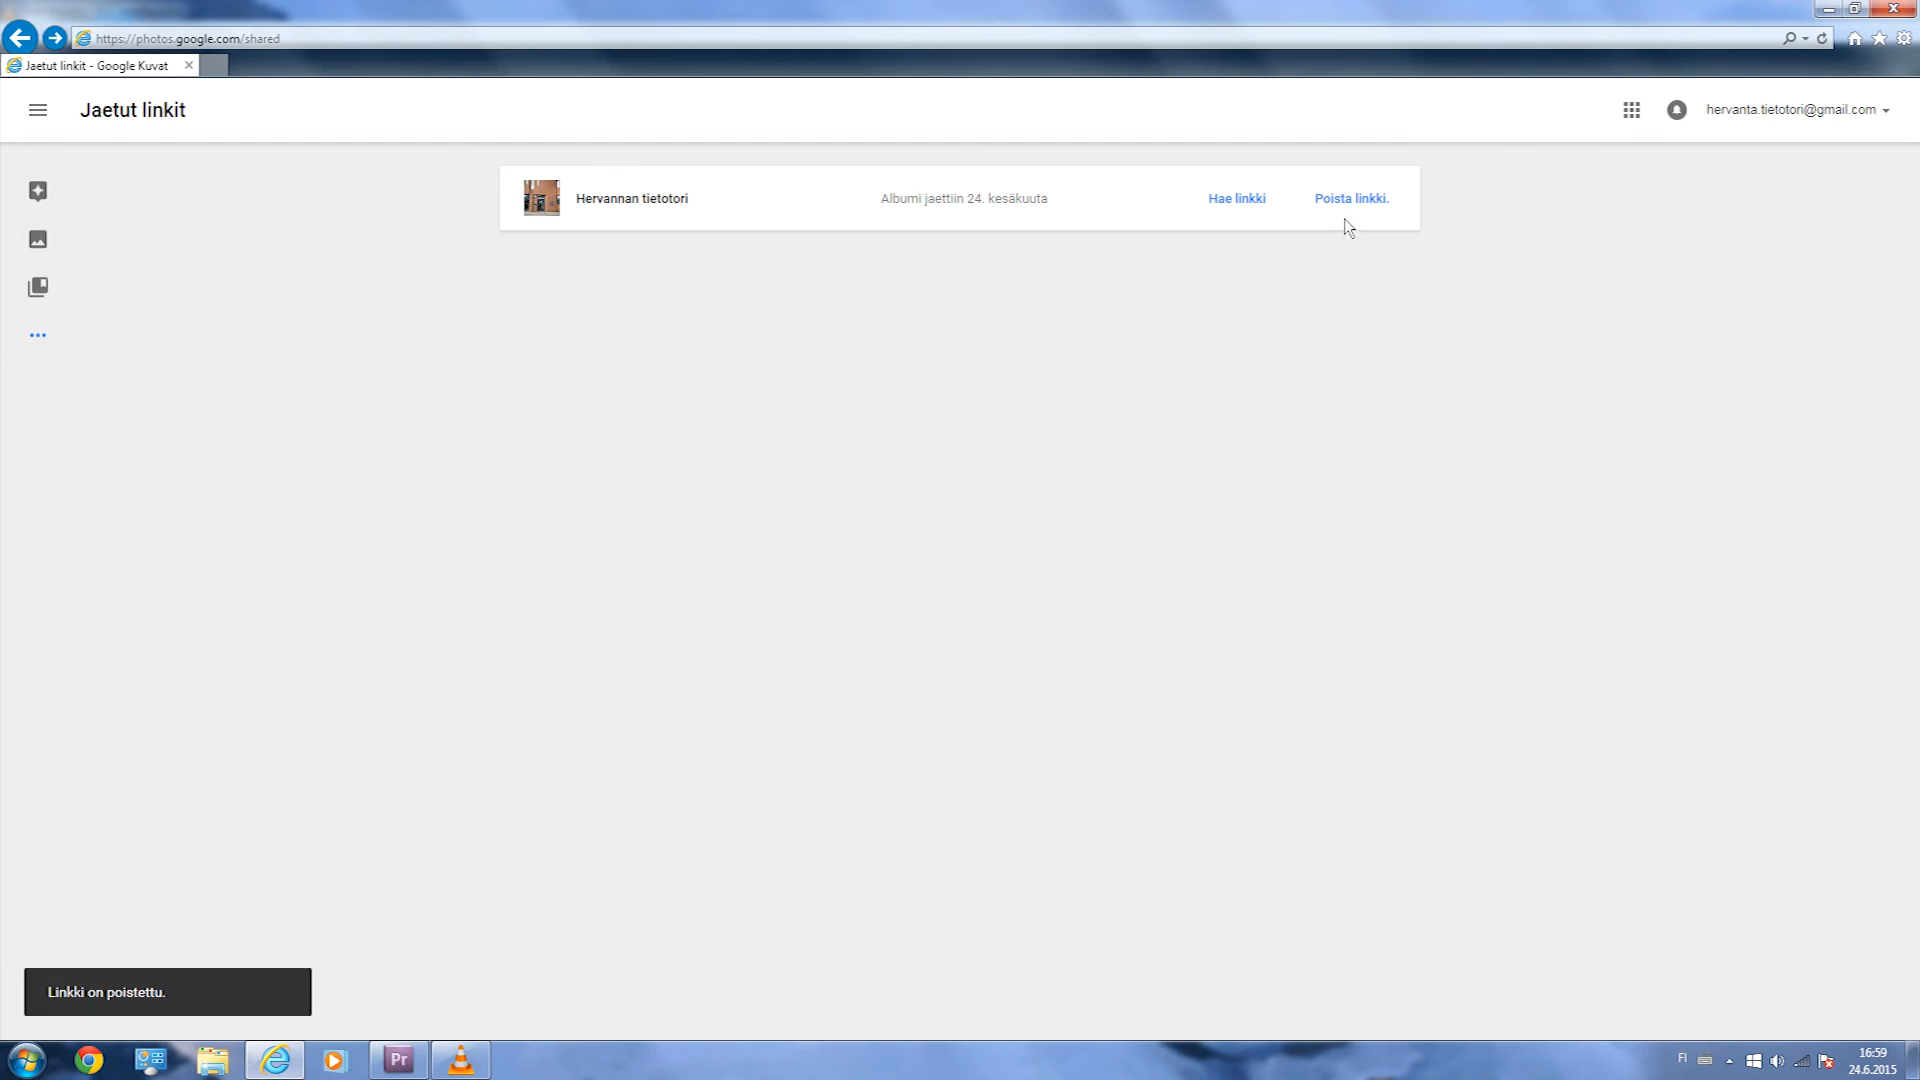 https://photos.google.com/shared
Jaetut linkit - Google Kuvat
Jaetut linkit
hervanta.tietotori@gmail.com
Hervannan tietotori
Albumi jaettiin 24. kesäkuuta
Hae linkki
Poista linkki.
Linkki on poistettu.
Pr
FI
16:59
24.6.2015